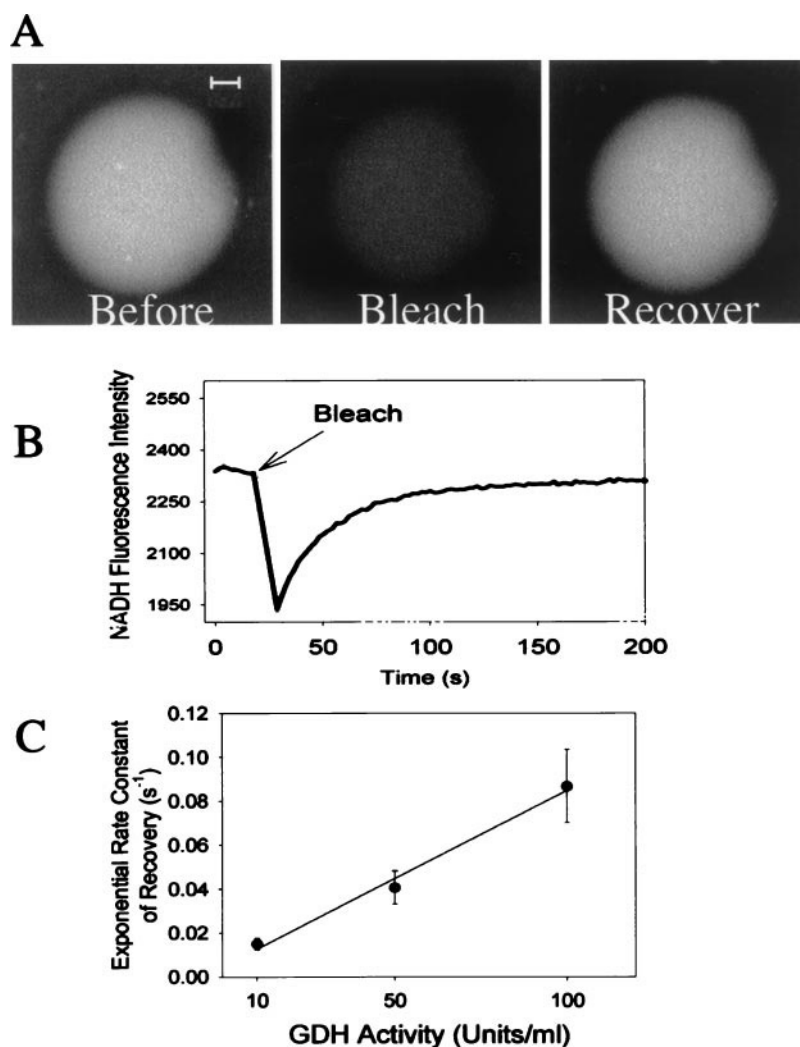 A
Before Bleach Recover
B
NADH Fluorescence Intensity
2550
2400
2250
2100
1950
Bleach
0 50 100 150 200
Time (s)
C
Exponential Rate Constant
of Recovery (s-1)
0.12
0.10
0.08
0.06
0.04
0.02
0.00
10 50 100
GDH Activity (Units/ml)